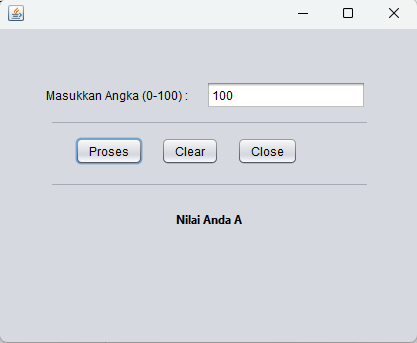 Masukkan Angka (0-100) : 100
Proses Clear Close
Nilai Anda A